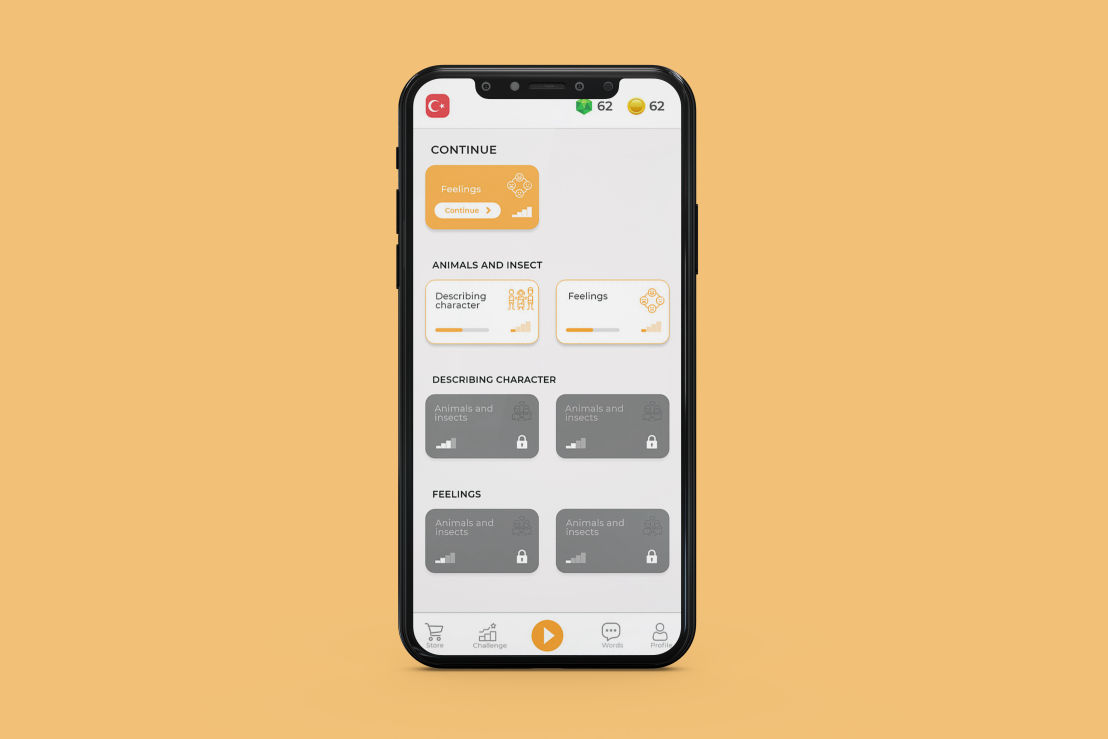 62
62
CONTINUE
Feelings
Continue
ANIMALS AND INSECT
Describing
character
Feelings
DESCRIBING CHARACTER
Animals and
insects
Animals and
insects
FEELINGS
Animals and
insects
Animals and
insects
Store
Challenge
Words
Profile